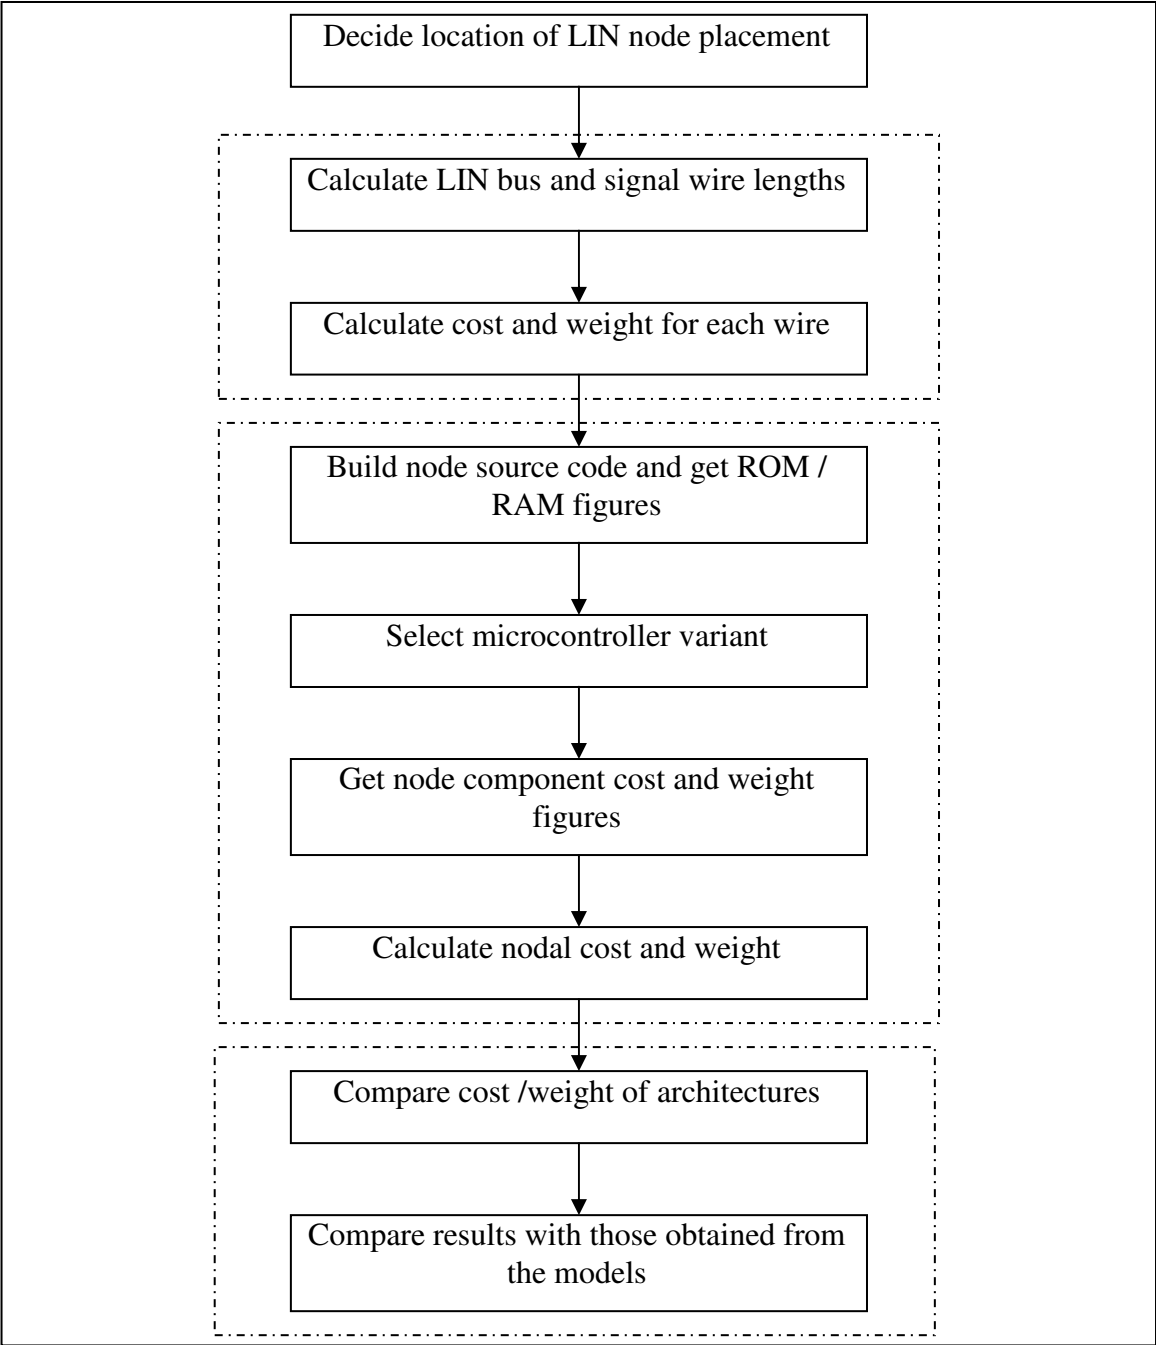 Decide location of LIN node placement
Calculate LIN bus and signal wire lengths
Calculate cost and weight for each wire
Build node source code and get ROM /
RAM figures
Select microcontroller variant
Get node component cost and weight
figures
Calculate nodal cost and weight
Compare cost /weight of architectures
Compare results with those obtained from
the models